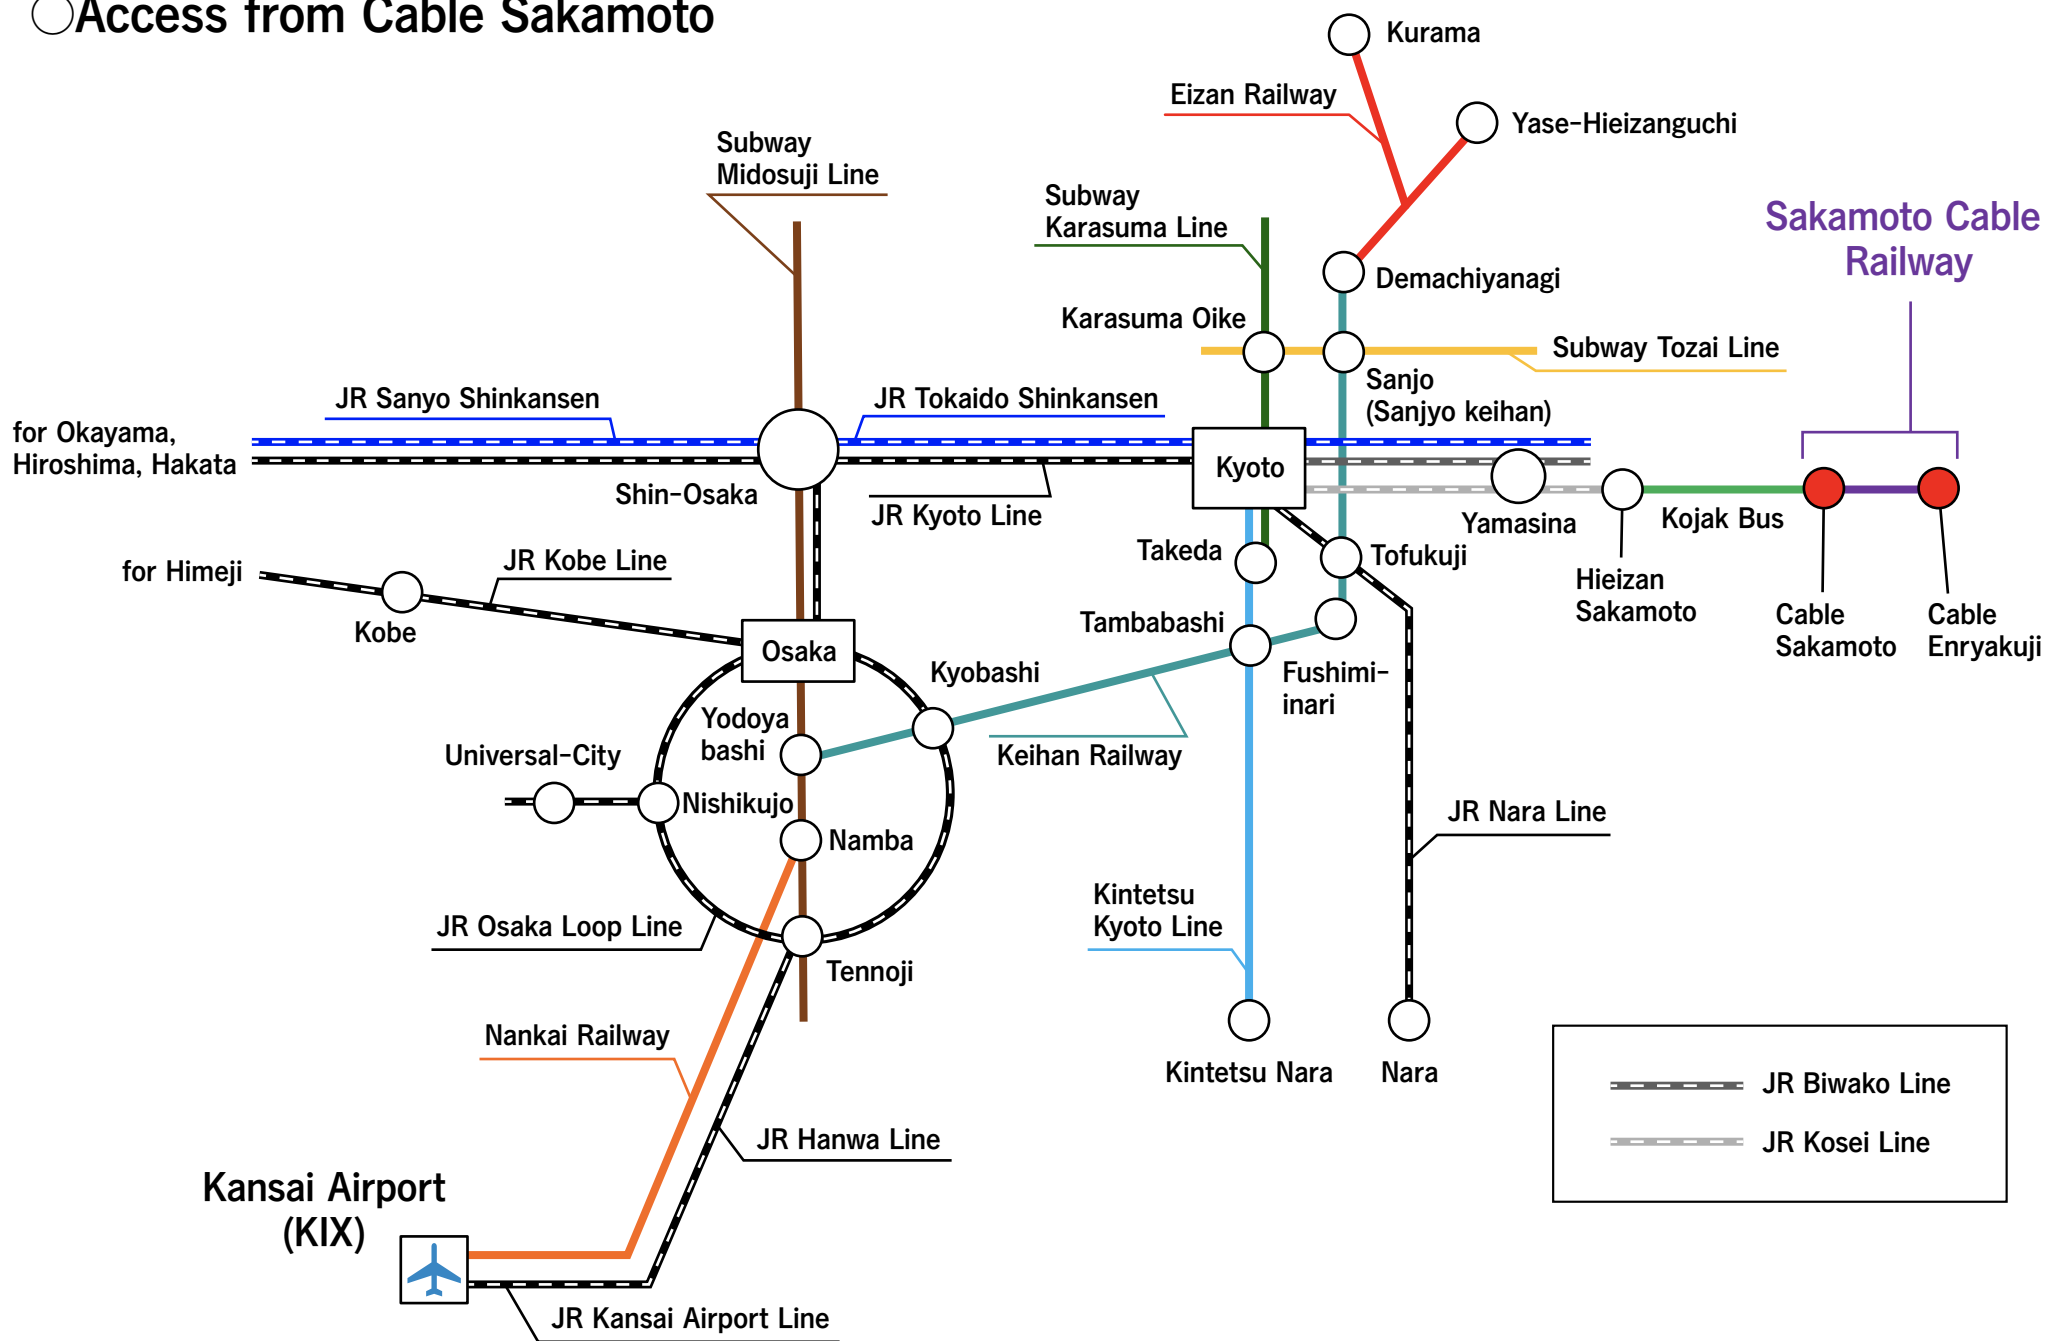 ○Access from Cable Sakamoto
Kurama
Eizan Railway
Yase-Hieizanguchi
Subway
Midosuji Line
Subway
Karasuma Line
Sakamoto Cable
Railway
Demachiyanagi
Karasuma Oike
Subway Tozai Line
Sanjo
(Sanjyo keihan)
JR Sanyo Shinkansen
JR Tokaido Shinkansen
for Okayama,
Hiroshima, Hakata
Kyoto
Shin-Osaka
JR Kyoto Line
Yamasina
Kojak Bus
Takeda
Tofukuji
JR Kobe Line
for Himeji
Hieizan
Sakamoto
Cable
Sakamoto
Cable
Enryakuji
Kobe
Tambabashi
Osaka
Kyobashi
Fushimi-
inari
Yodoya
bashi
Universal-City
Keihan Railway
Nishikujo
Namba
JR Nara Line
Kintetsu
Kyoto Line
JR Osaka Loop Line
Tennoji
Nankai Railway
Kintetsu Nara
Nara
JR Biwako Line
JR Hanwa Line
JR Kosei Line
Kansai Airport
(KIX)
JR Kansai Airport Line